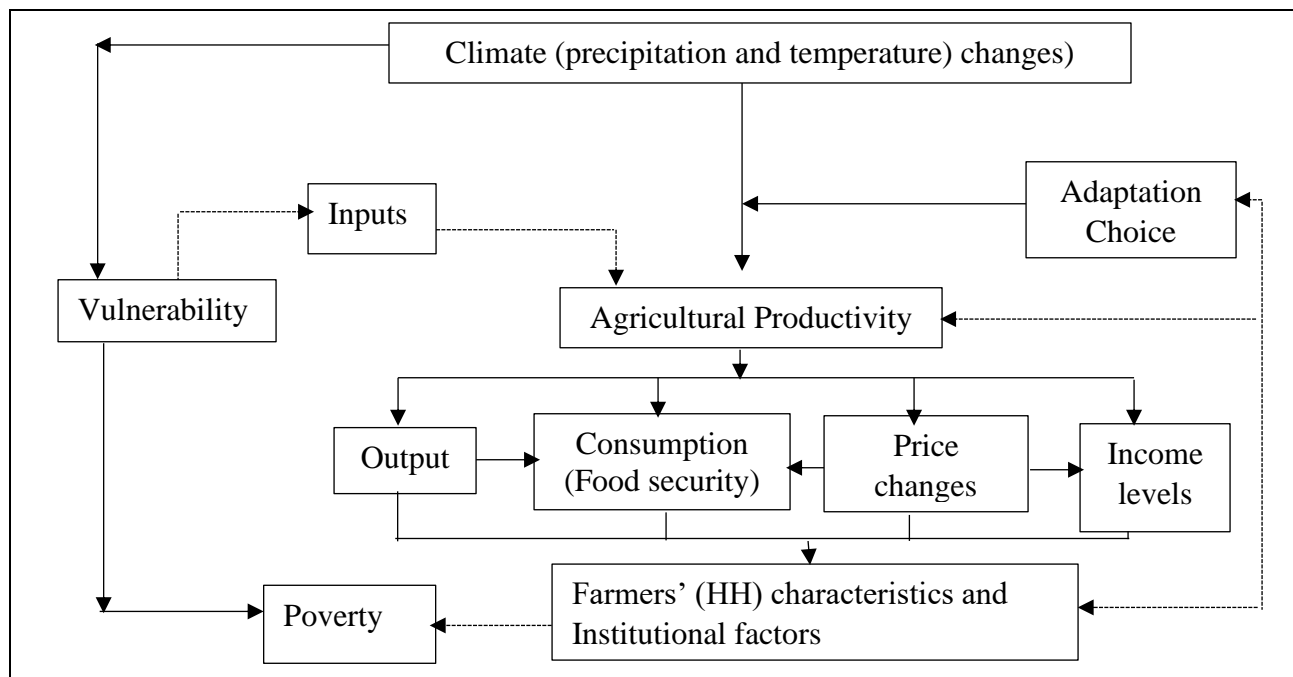 Climate (precipitation and temperature) changes)
Adaptation
Choice
Inputs
Vulnerability
Agricultural Productivity
Output
Consumption
(Food security)
Price
changes
Income
levels
Poverty
Farmers’ (HH) characteristics and
Institutional factors